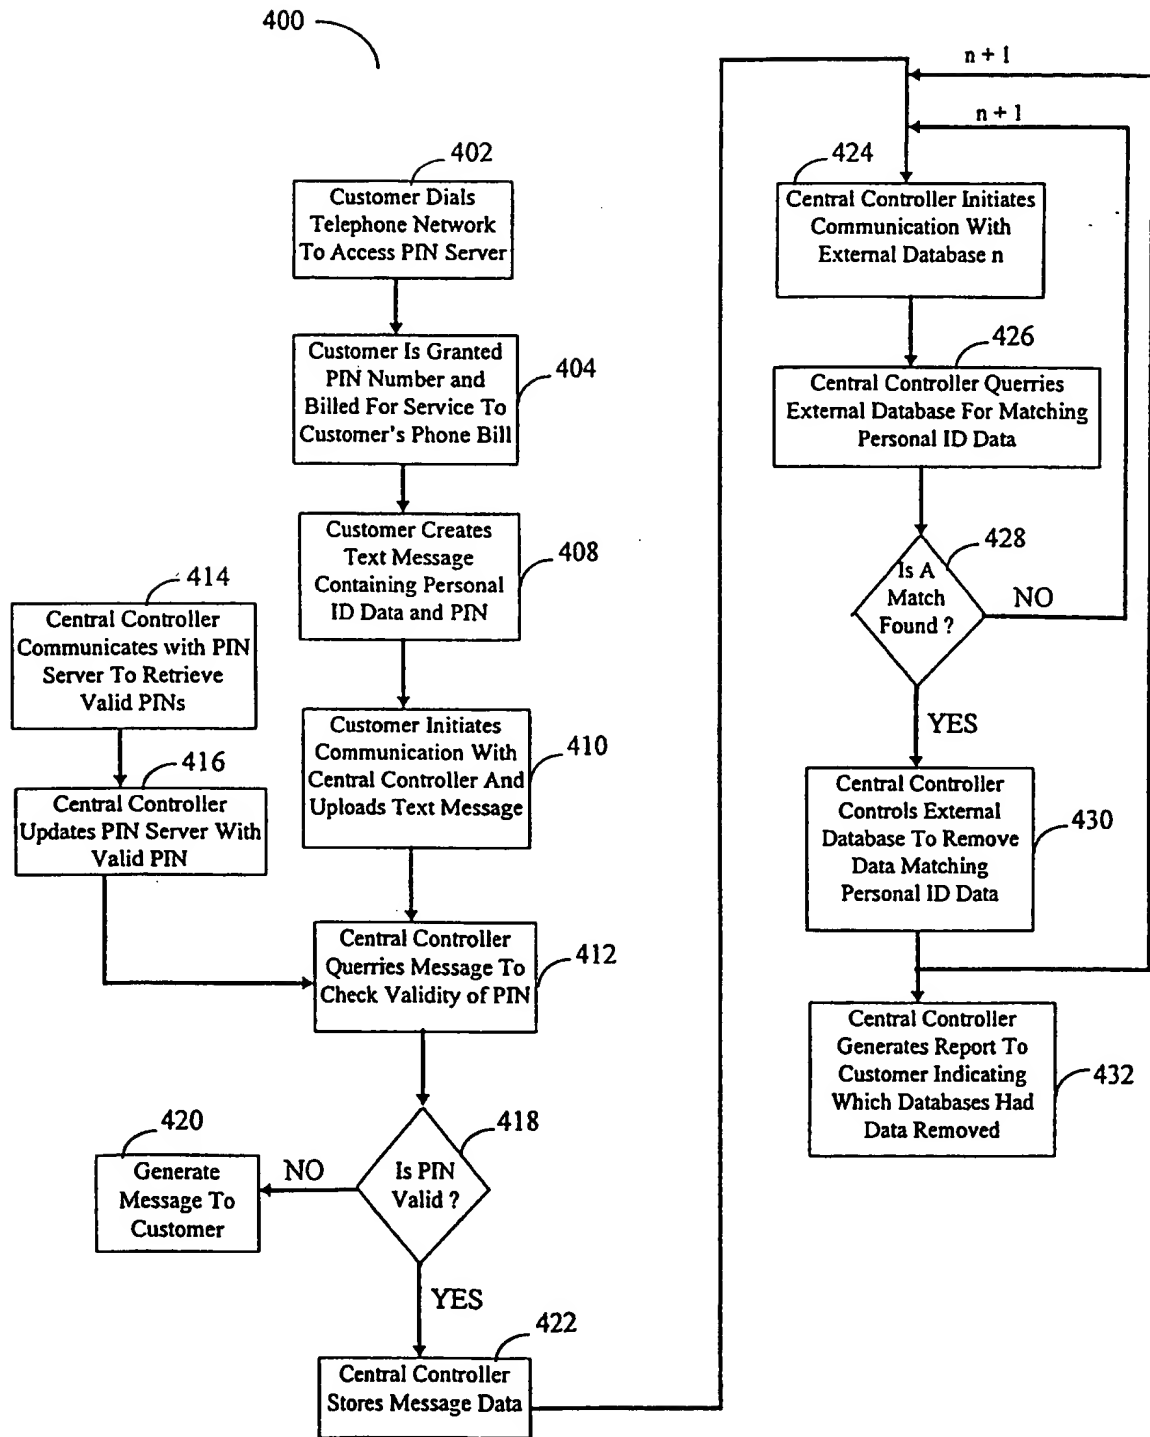 400
402
Customer Dials
Telephone Network
To Access PIN Server
Customer Is Granted
PIN Number and
Billed For Service To
Customer's Phone Bill
404
Customer Creates
Text Message
Containing Personal
ID Data and PIN
408
414
Central Controller
Communicates with PIN
Server To Retrieve
Valid PINs
416
Central Controller
Updates PIN Server With
Valid PIN
Customer Initiates
Communication With
Central Controller And
Uploads Text Message
410
Central Controller
Querries Message To
Check Validity of PIN
412
418
Is PIN
Valid ?
NO
420
Generate
Message To
Customer
YES
422
Central Controller
Stores Message Data
n + 1
n + 1
424
Central Controller Initiates
Communication With
External Database n
426
Central Controller Querries
External Database For Matching
Personal ID Data
428
Is A
Match
Found ?
NO
YES
Central Controller
Controls External
Database To Remove
Data Matching
Personal ID Data
430
Central Controller
Generates Report To
Customer Indicating
Which Databases Had
Data Removed
432